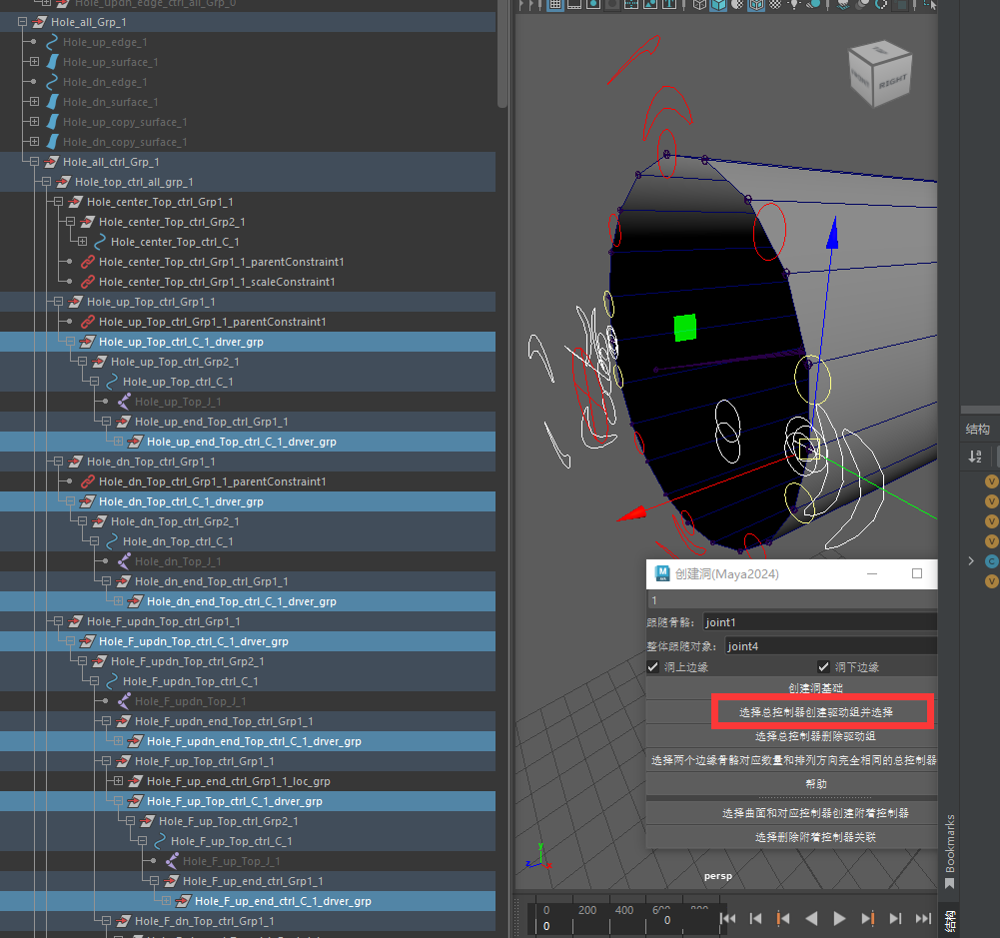 Hole_updn_edge_ctrl_all_Grp_0
Hole_all_Grp_1
Hole_up_edge_1
Hole_up_surface_1
Hole_dn_edge_1
Hole_dn_surface_1
Hole_up_copy_surface_1
Hole_dn_copy_surface_1
Hole_all_ctrl_Grp_1
Hole_top_ctrl_all_grp_1
Hole_center_Top_ctrl_Grp1_1
Hole_center_Top_ctrl_Grp2_1
Hole_center_Top_ctrl_C_1
Hole_center_Top_ctrl_Grp1_1_parentConstraint1
Hole_center_Top_ctrl_Grp1_1_scaleConstraint1
Hole_up_Top_ctrl_Grp1_1
Hole_up_Top_ctrl_Grp1_1_parentConstraint1
Hole_up_Top_ctrl_C_1_drver_grp
Hole_up_Top_ctrl_Grp2_1
Hole_up_Top_ctrl_C_1
Hole_up_Top_J_1
Hole_up_end_Top_ctrl_Grp1_1
Hole_up_end_Top_ctrl_C_1_drver_grp
Hole_dn_Top_ctrl_Grp1_1
Hole_dn_Top_ctrl_Grp1_1_parentConstraint1
Hole_dn_Top_ctrl_C_1_drver_grp
Hole_dn_Top_ctrl_Grp2_1
Hole_dn_Top_ctrl_C_1
Hole_dn_Top_J_1
Hole_dn_end_Top_ctrl_Grp1_1
Hole_dn_end_Top_ctrl_C_1_drver_grp
Hole_F_updn_Top_ctrl_Grp1_1
Hole_F_updn_Top_ctrl_C_1_drver_grp
Hole_F_updn_Top_ctrl_Grp2_1
Hole_F_updn_Top_ctrl_C_1
Hole_F_updn_Top_J_1
Hole_F_updn_end_Top_ctrl_Grp1_1
Hole_F_updn_end_Top_ctrl_C_1_drver_grp
Hole_F_up_Top_ctrl_Grp1_1
Hole_F_up_end_ctrl_Grp1_1_loc_grp
Hole_F_up_Top_ctrl_C_1_drver_grp
Hole_F_up_Top_ctrl_Grp2_1
Hole_F_up_Top_ctrl_C_1
Hole_F_up_Top_J_1
Hole_F_up_end_ctrl_Grp1_1
Hole_F_up_end_ctrl_C_1_drver_grp
Hole_F_dn_Top_ctrl_Grp1_1
FRONT
RIGHT
创建洞(Maya2024)
1
跟随骨骼: joint1
整体跟随对象: joint4
洞上边缘 洞下边缘
创建洞基础
选择总控制器创建驱动组并选择
选择总控制器删除驱动组
选择两个边缘骨骼对应数量和排列方向完全相同的总控制器
帮助
选择曲面和对应控制器创建附着控制器
选择删除附着控制器关联
persp
y
z
x
0 200 400
0 0
结构
Bookmarks
结构